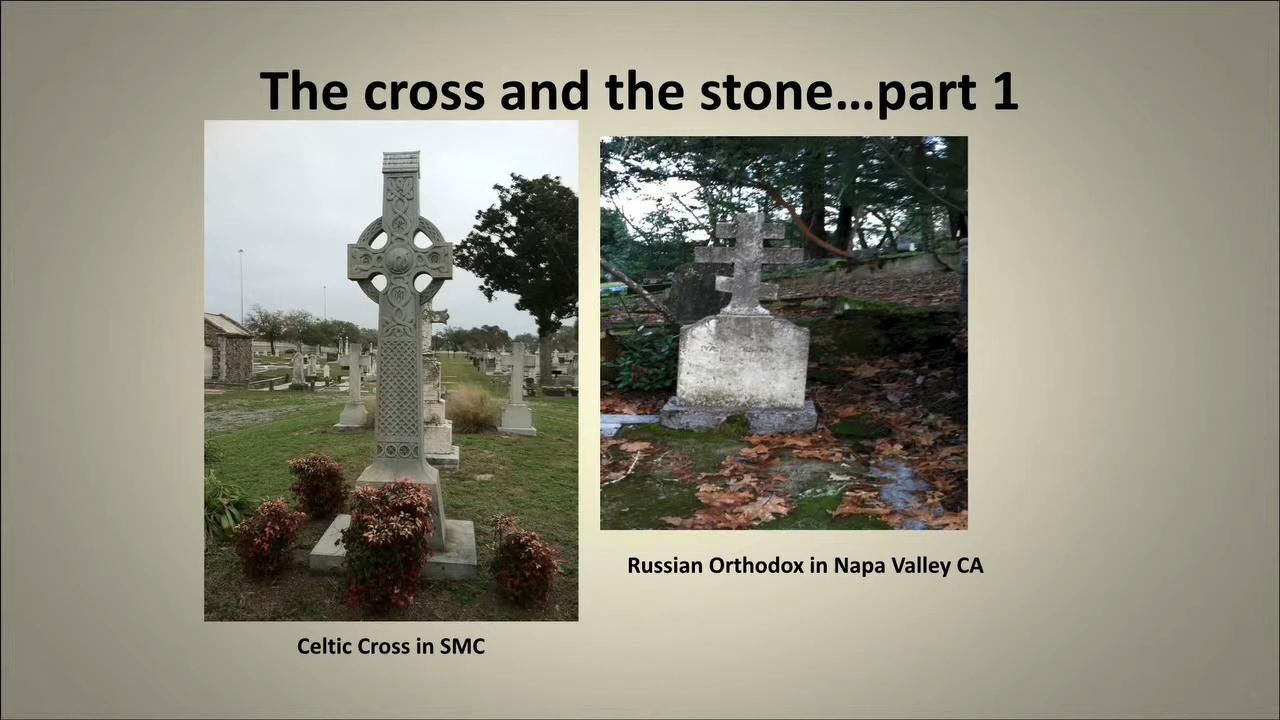 The cross and the stone...part 1
Russian Orthodox in Napa Valley CA
Celtic Cross in SMC